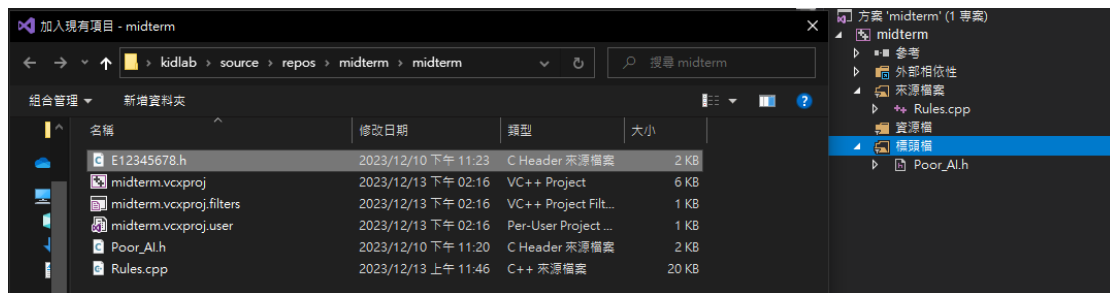 加入現有項目 - midterm
kidlab › source › repos › midterm › midterm
搜尋 midterm
組合管理 新增資料夾
名稱 修改日期 類型 大小
E12345678.h 2023/12/10 下午 11:23 C Header 來源檔案 2 KB
midterm.vcxproj 2023/12/13 下午 02:16 VC++ Project 6 KB
midterm.vcxproj.filters 2023/12/13 下午 02:16 VC++ Project Filt... 1 KB
midterm.vcxproj.user 2023/12/13 下午 02:16 Per-User Project ... 1 KB
Poor_AI.h 2023/12/10 下午 11:20 C Header 來源檔案 2 KB
Rules.cpp 2023/12/13 上午 11:46 C++ 來源檔案 20 KB
方案 'midterm' (1 專案)
midterm
參考
外部相依性
來源檔案
Rules.cpp
資源檔
標頭檔
Poor_AI.h